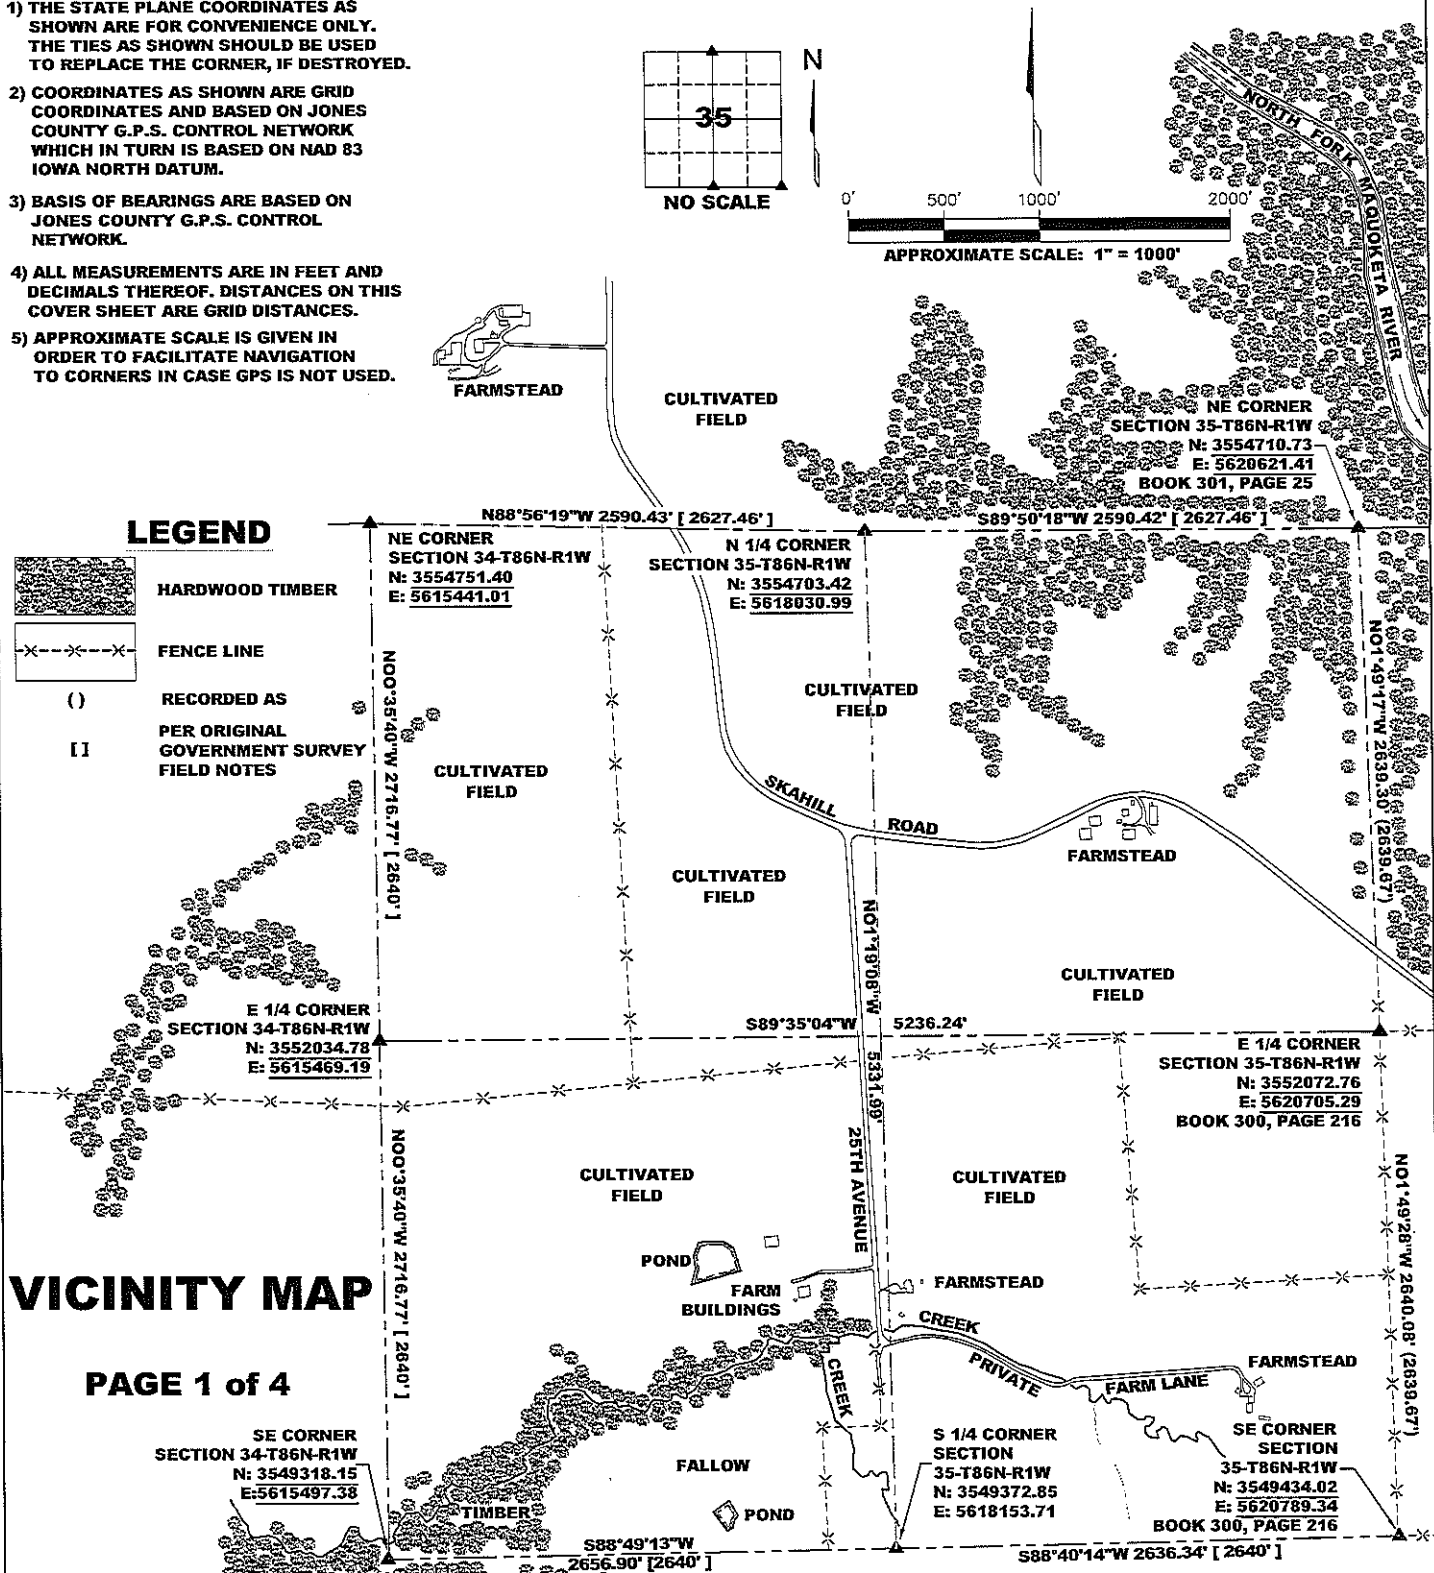 1) THE STATE PLANE COORDINATES AS
SHOWN ARE FOR CONVENIENCE ONLY.
THE TIES AS SHOWN SHOULD BE USED
TO REPLACE THE CORNER, IF DESTROYED.
2) COORDINATES AS SHOWN ARE GRID
COORDINATES AND BASED ON JONES
COUNTY G.P.S. CONTROL NETWORK
WHICH IN TURN IS BASED ON NAD 83
IOWA NORTH DATUM.
3) BASIS OF BEARINGS ARE BASED ON
JONES COUNTY G.P.S. CONTROL
NETWORK.
4) ALL MEASUREMENTS ARE IN FEET AND
DECIMALS THEREOF. DISTANCES ON THIS
COVER SHEET ARE GRID DISTANCES.
5) APPROXIMATE SCALE IS GIVEN IN
ORDER TO FACILITATE NAVIGATION
TO CORNERS IN CASE GPS IS NOT USED.
35
NO SCALE
N
0' 500' 1000' 2000'
APPROXIMATE SCALE: 1" = 1000'
NORTH FORK MAQUOKETA RIVER
FARMSTEAD
CULTIVATED
FIELD
NE CORNER
SECTION 35-T86N-R1W
N: 3554710.73
E: 5620621.41
BOOK 301, PAGE 25
N88°56'19"W 2590.43' [ 2627.46' ]
S89°50'18"W 2590.42' [ 2627.46' ]
LEGEND
HARDWOOD TIMBER
FENCE LINE
( ) RECORDED AS
[ ] PER ORIGINAL
GOVERNMENT SURVEY
FIELD NOTES
NE CORNER
SECTION 34-T86N-R1W
N: 3554751.40
E: 5615441.01
N 1/4 CORNER
SECTION 35-T86N-R1W
N: 3554703.42
E: 5618030.99
N00°35'40"W 2716.77' [ 2640' ]
N01°49'17"W 2639.30' (2639.67')
CULTIVATED
FIELD
CULTIVATED
FIELD
SKAHILL ROAD
FARMSTEAD
CULTIVATED
FIELD
N01°19'08"W 5331.99'
CULTIVATED
FIELD
E 1/4 CORNER
SECTION 34-T86N-R1W
N: 3552034.78
E: 5615469.19
S89°35'04"W 5236.24'
E 1/4 CORNER
SECTION 35-T86N-R1W
N: 3552072.76
E: 5620705.29
BOOK 300, PAGE 216
25TH AVENUE
N00°35'40"W 2716.77' [ 2640' ]
N01°49'28"W 2640.08' (2639.67')
CULTIVATED
FIELD
CULTIVATED
FIELD
POND
FARM
BUILDINGS
FARMSTEAD
VICINITY MAP
PAGE 1 of 4
CREEK
CREEK
PRIVATE FARM LANE
FARMSTEAD
SE CORNER
SECTION 34-T86N-R1W
N: 3549318.15
E:5615497.38
FALLOW
TIMBER
POND
S 1/4 CORNER
SECTION
35-T86N-R1W
N: 3549372.85
E: 5618153.71
SE CORNER
SECTION
35-T86N-R1W
N: 3549434.02
E: 5620789.34
BOOK 300, PAGE 216
S88°49'13"W
2656.90' [2640' ]
S88°40'14"W 2636.34' [ 2640' ]